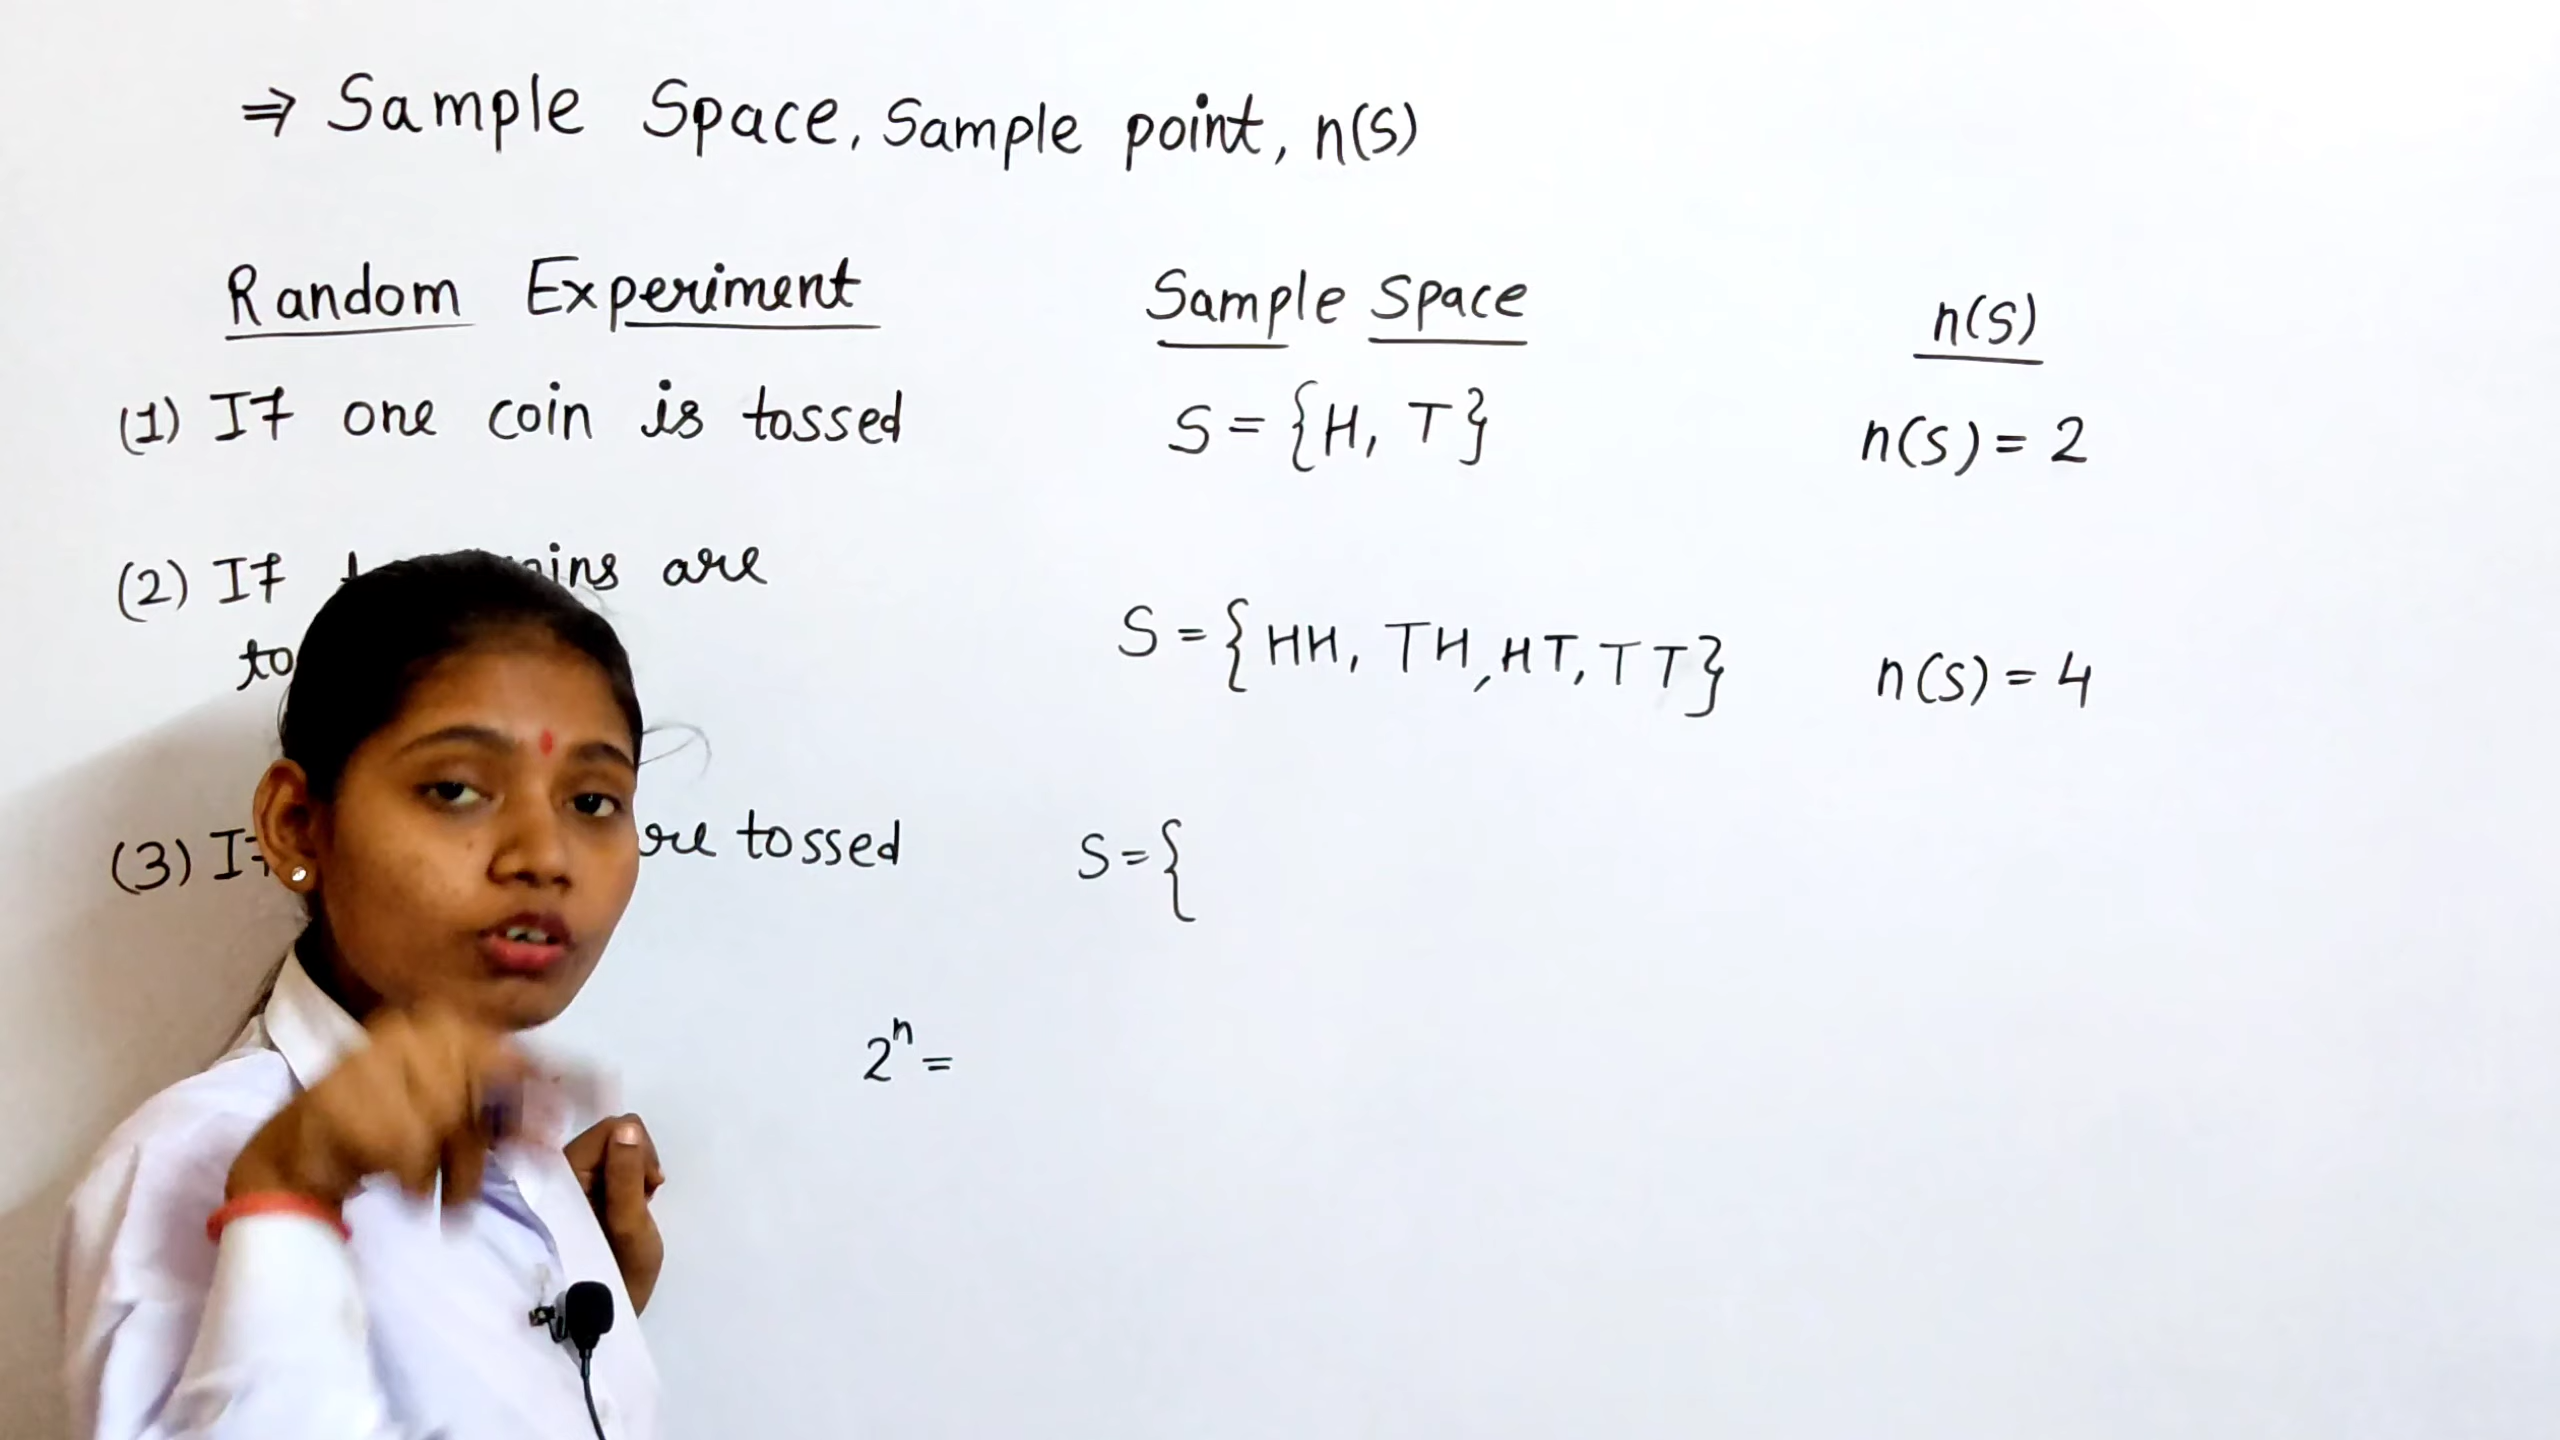 ⇒ Sample Space, Sample point, n(S)
Random Experiment Sample Space n(S)
(1) If one coin is tossed S = {H, T} n(S) = 2
(2) If are
S = {HH, TH, HT, TT} n(S) = 4
(3) tossed S = {
2ⁿ =